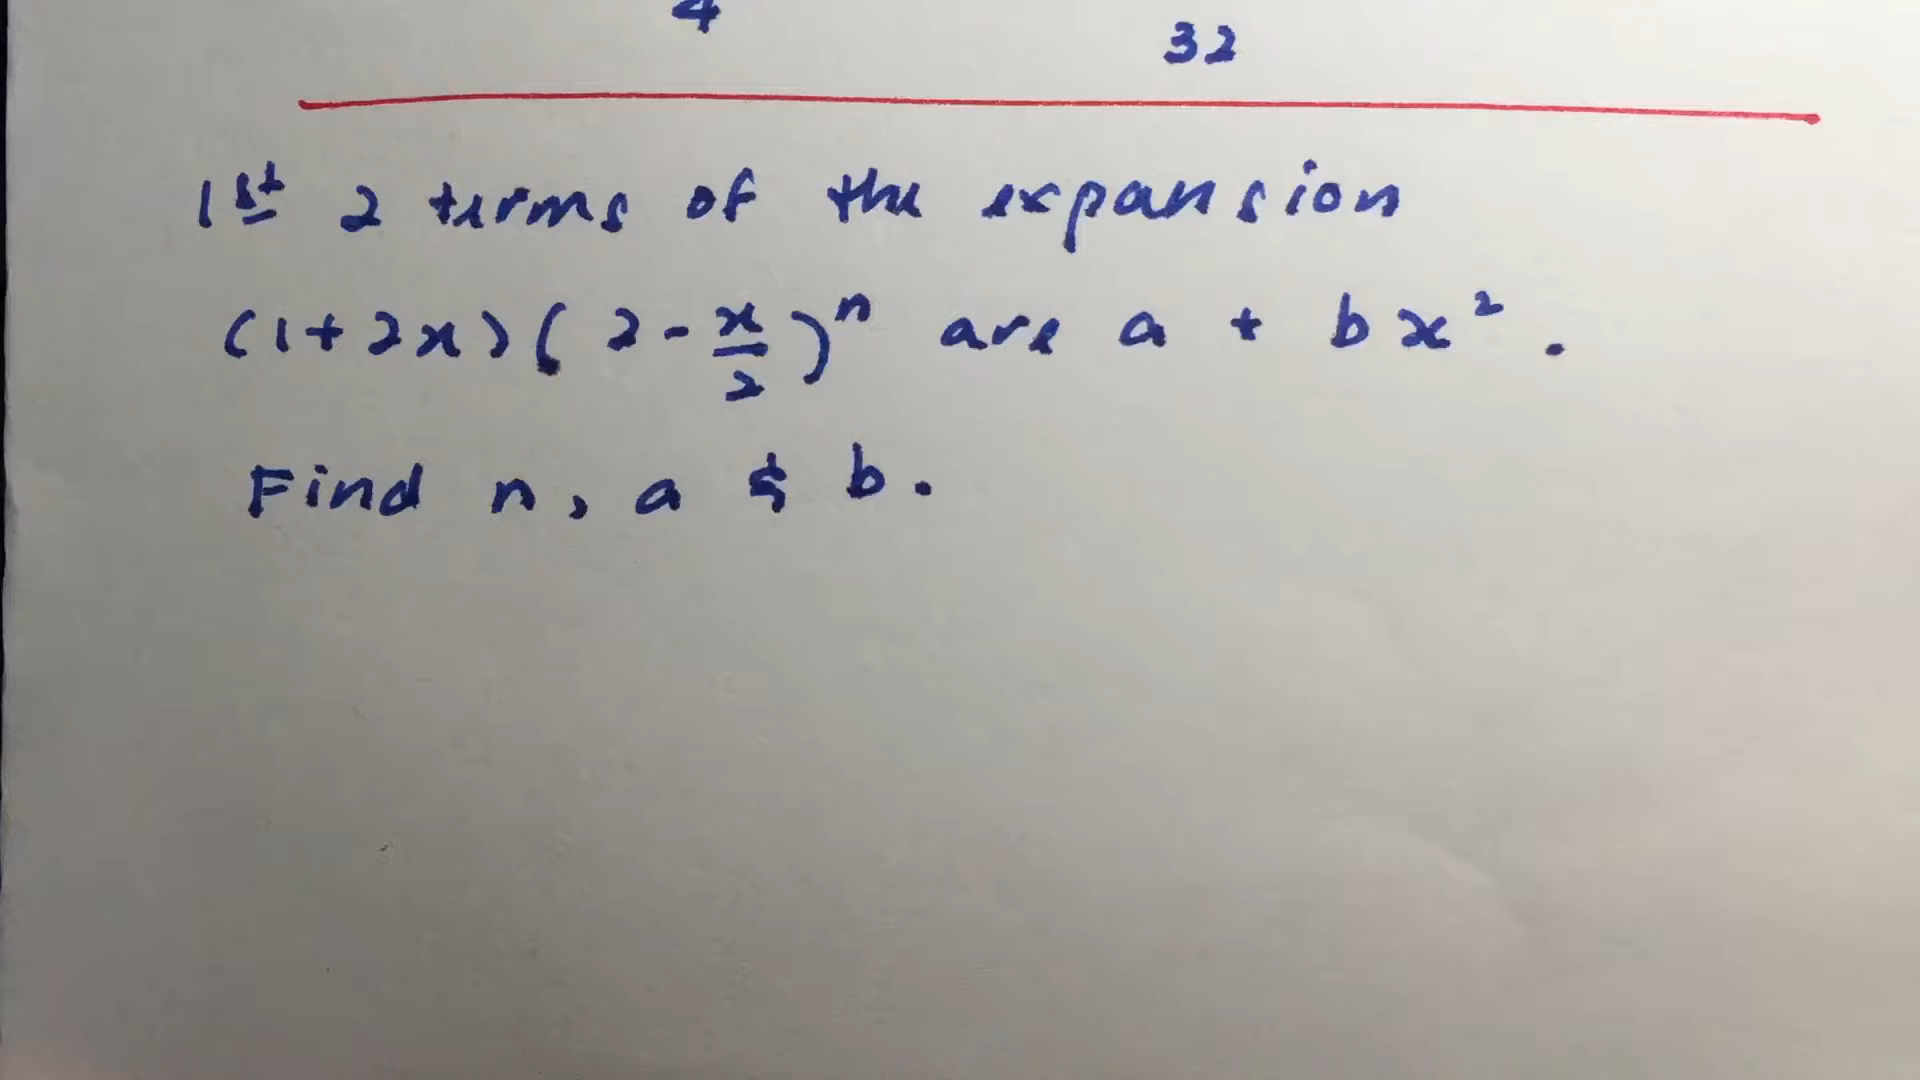 4 32
1st 2 terms of the expansion
(1+2x)(2-x/2)^n are a + bx².
Find n, a & b.